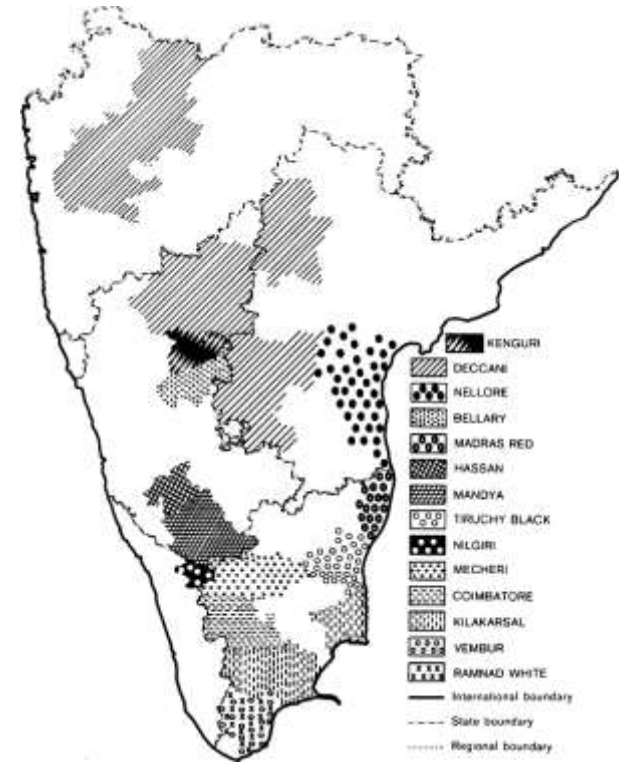 KENGURI
DECCANI
NELLORE
BELLARY
MADRAS RED
HASSAN
MANDYA
TIRUCHY BLACK
NILGIRI
MECHERI
COIMBATORE
KILAKARSAL
VEMBUR
RAMNAD WHITE
International boundary
State boundary
Regional boundary